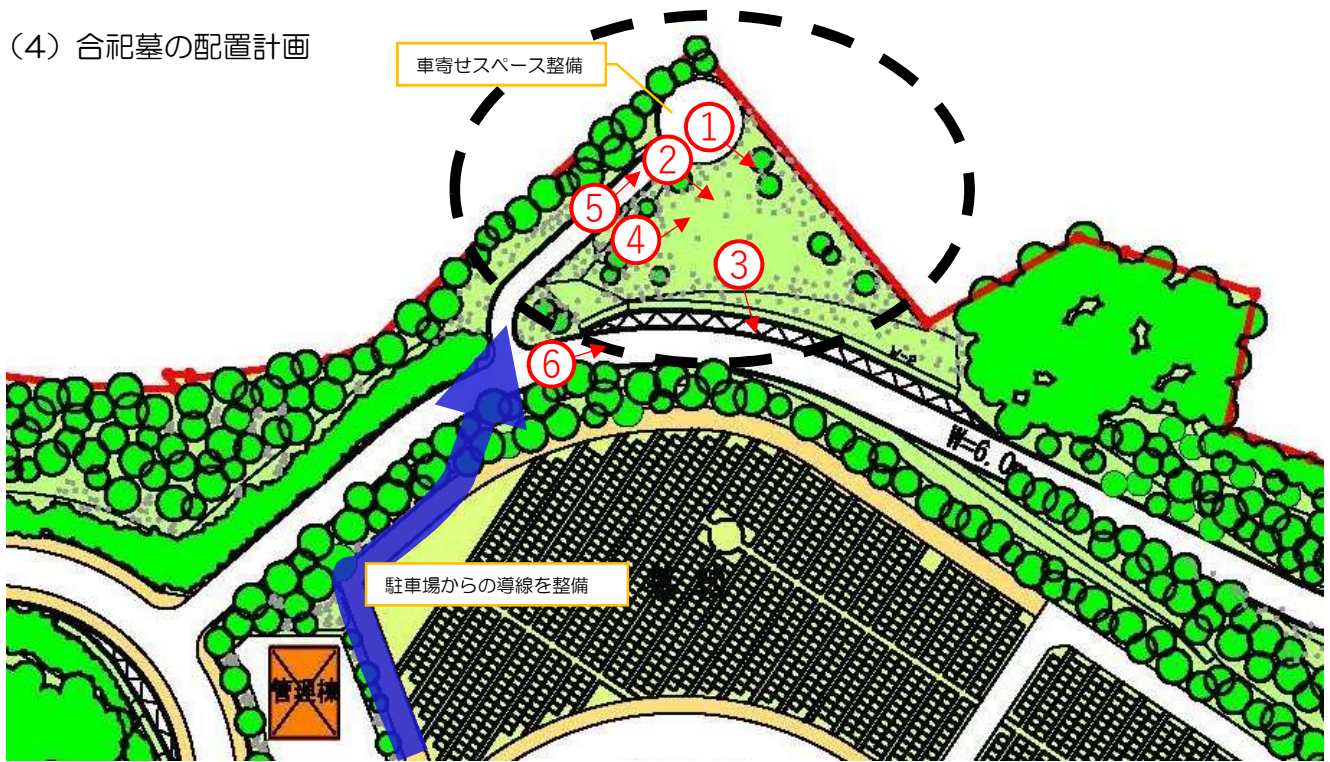 （4）合祀墓の配置計画
車寄せスペース整備
①
②
⑤
④
③
⑥
W=6.0
駐車場からの導線を整備
管理棟